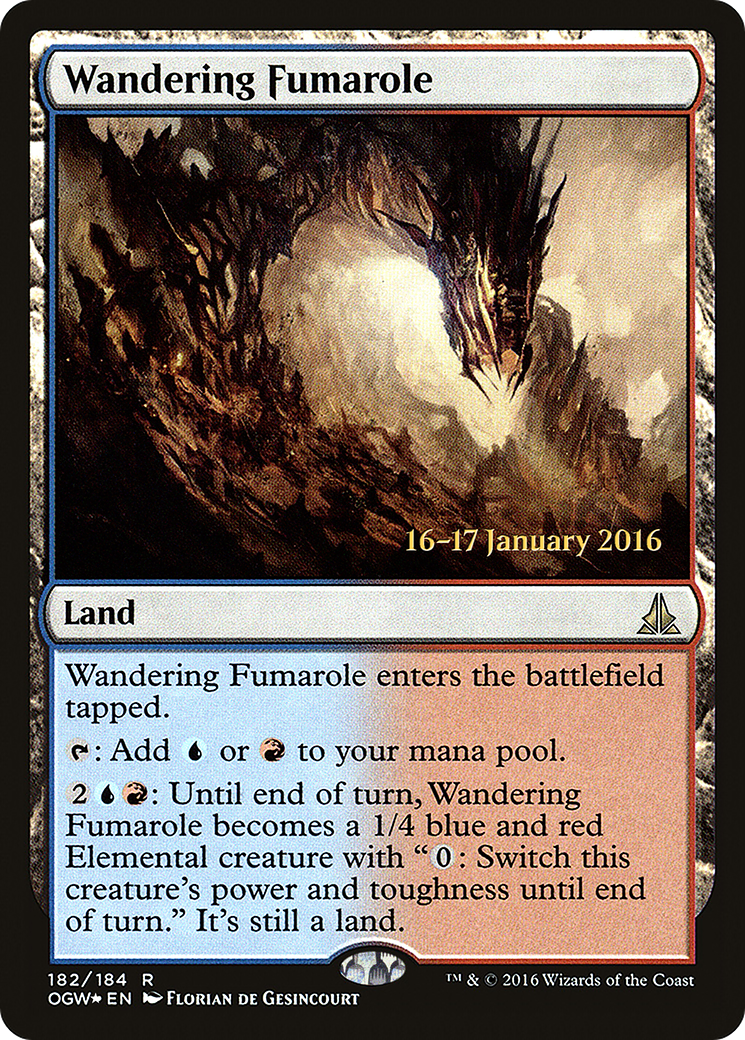 Wandering Fumarole
16–17 January 2016
Land
Wandering Fumarole enters the battlefield
tapped.
: Add or to your mana pool.
2 : Until end of turn, Wandering
Fumarole becomes a 1/4 blue and red
Elemental creature with “0: Switch this
creature’s power and toughness until end
of turn.” It’s still a land.
182/184 R
OGW★EN Florian de Gesincourt
™ & © 2016 Wizards of the Coast